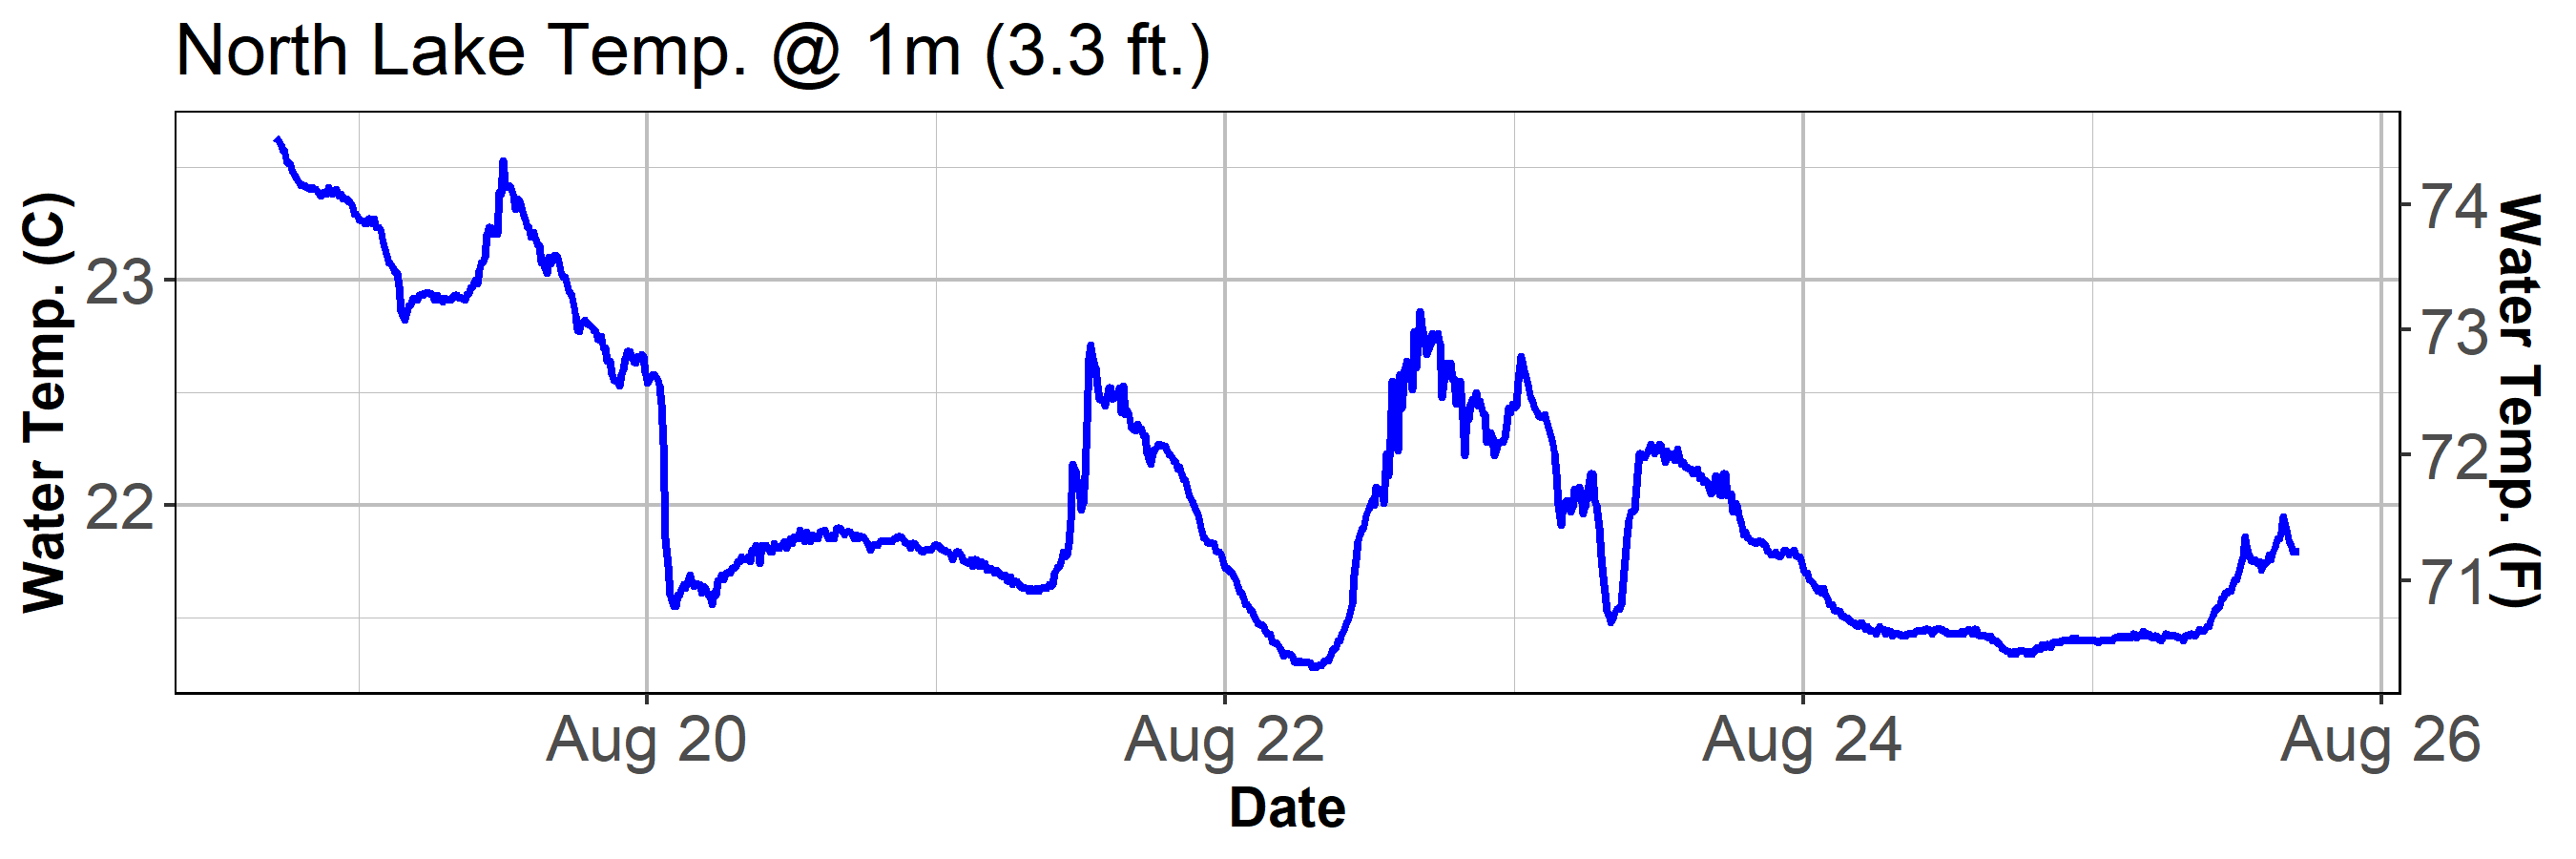 North Lake Temp. @ 1m (3.3 ft.)
Water Temp. (C)
23
22
74
73
72
71
Water Temp. (F)
Aug 20
Aug 22
Aug 24
Aug 26
Date